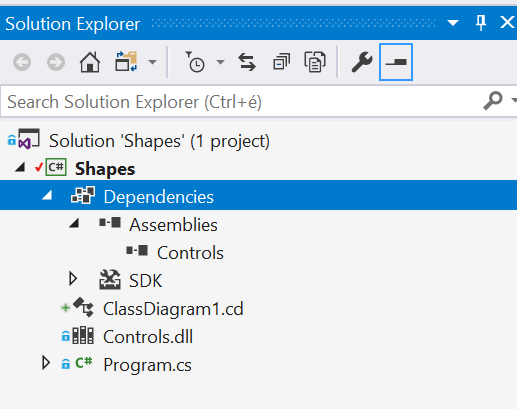 Solution Explorer
Search Solution Explorer (Ctrl+é)
Solution 'Shapes' (1 project)
C# Shapes
Dependencies
Assemblies
Controls
SDK
ClassDiagram1.cd
Controls.dll
C# Program.cs